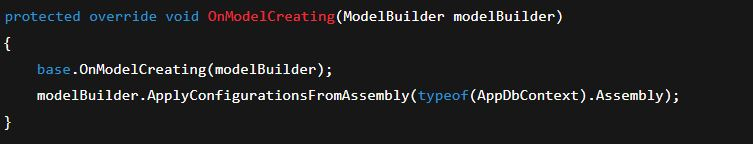 protected override void OnModelCreating(ModelBuilder modelBuilder)
{
    base.OnModelCreating(modelBuilder);
    modelBuilder.ApplyConfigurationsFromAssembly(typeof(AppDbContext).Assembly);
}